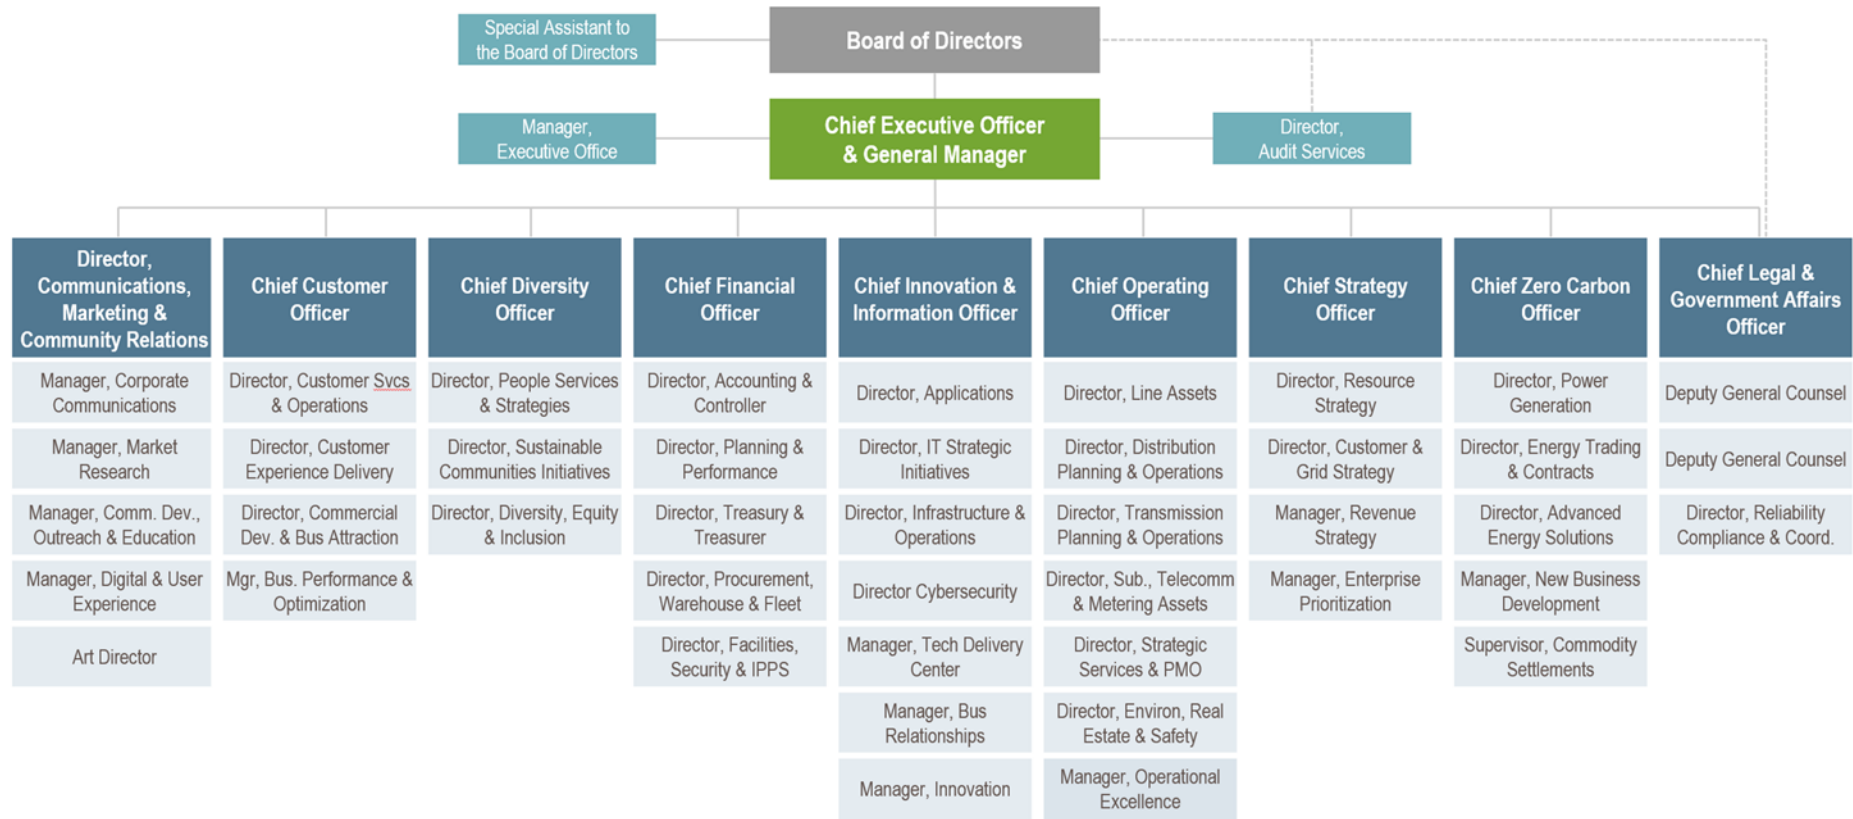 Special Assistant to
the Board of Directors
Board of Directors
Manager,
Executive Office
Chief Executive Officer
& General Manager
Director,
Audit Services
Director,
Communications,
Marketing &
Community Relations
Manager, Corporate
Communications
Manager, Market
Research
Manager, Comm. Dev.,
Outreach & Education
Manager, Digital & User
Experience
Art Director
Chief Customer
Officer
Director, Customer Svcs
& Operations
Director, Customer
Experience Delivery
Director, Commercial
Dev. & Bus Attraction
Mgr, Bus. Performance &
Optimization
Chief Diversity
Officer
Director, People Services
& Strategies
Director, Sustainable
Communities Initiatives
Director, Diversity, Equity
& Inclusion
Chief Financial
Officer
Director, Accounting &
Controller
Director, Planning &
Performance
Director, Treasury &
Treasurer
Director, Procurement,
Warehouse & Fleet
Director, Facilities,
Security & IPPS
Chief Innovation &
Information Officer
Director, Applications
Director, IT Strategic
Initiatives
Director, Infrastructure &
Operations
Director Cybersecurity
Manager, Tech Delivery
Center
Manager, Bus
Relationships
Manager, Innovation
Chief Operating
Officer
Director, Line Assets
Director, Distribution
Planning & Operations
Director, Transmission
Planning & Operations
Director, Sub., Telecomm
& Metering Assets
Director, Strategic
Services & PMO
Director, Environ, Real
Estate & Safety
Manager, Operational
Excellence
Chief Strategy
Officer
Director, Resource
Strategy
Director, Customer &
Grid Strategy
Manager, Revenue
Strategy
Manager, Enterprise
Prioritization
Chief Zero Carbon
Officer
Director, Power
Generation
Director, Energy Trading
& Contracts
Director, Advanced
Energy Solutions
Manager, New Business
Development
Supervisor, Commodity
Settlements
Chief Legal &
Government Affairs
Officer
Deputy General Counsel
Deputy General Counsel
Director, Reliability
Compliance & Coord.